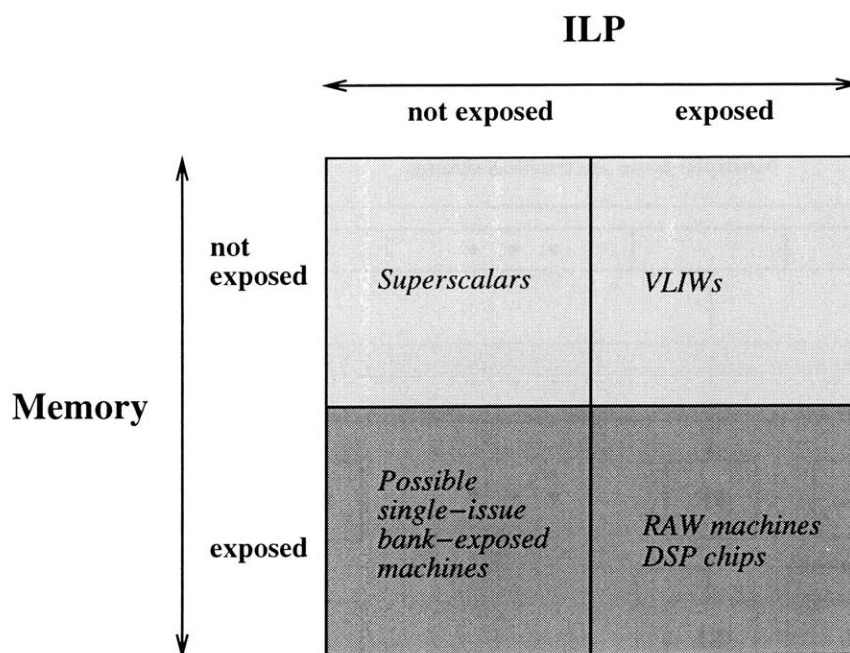 ILP
not exposed exposed
not
exposed
Superscalars
VLIWs
Memory
exposed
Possible
single−issue
bank−exposed
machines
RAW machines
DSP chips